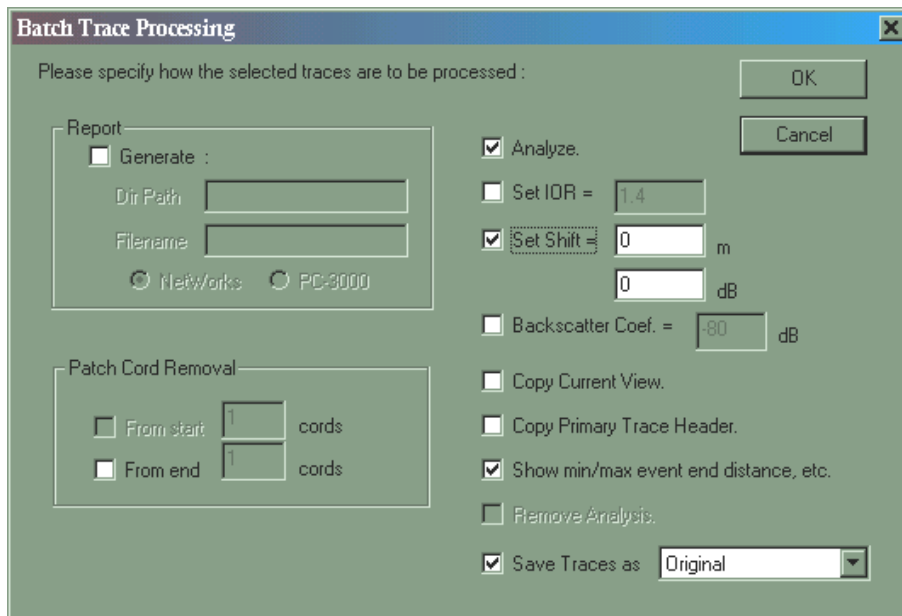 Batch Trace Processing
Please specify how the selected traces are to be processed :
OK
Cancel
Report
Generate :
Dir Path
Filename
NetWorks
PC-3000
Patch Cord Removal
From start 1 cords
From end 1 cords
Analyze.
Set IOR = 1.4
Set Shift = 0 m
0 dB
Backscatter Coef. = -80 dB
Copy Current View.
Copy Primary Trace Header.
Show min/max event end distance, etc.
Remove Analysis.
Save Traces as Original